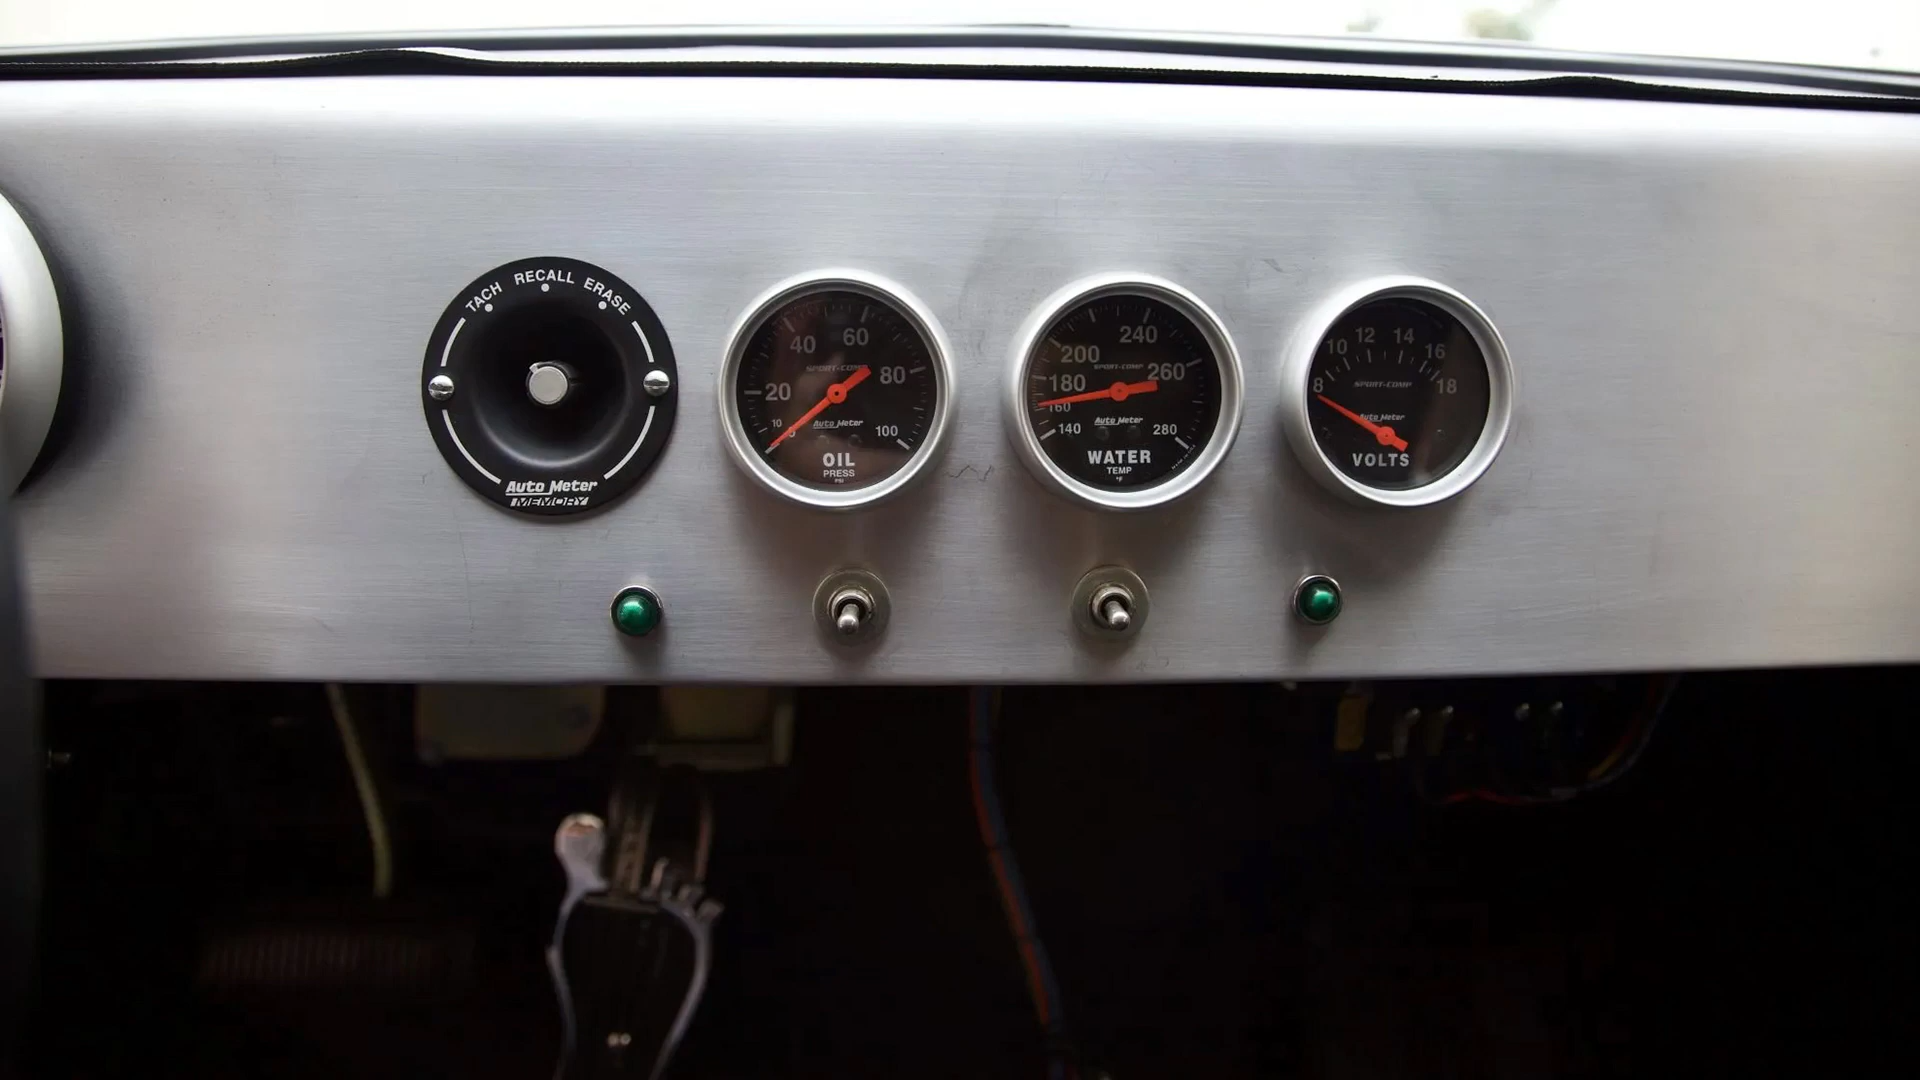 TACH RECALL ERASE
Auto Meter
MEMORY
40 60
20 80
10 100
SPORT-COMP
Auto Meter
OIL
PRESS
PSI
240
200 260
180
160
140 280
SPORT-COMP
Auto Meter
WATER
TEMP
°F
8 10 12 14 16 18
SPORT-COMP
Auto Meter
VOLTS